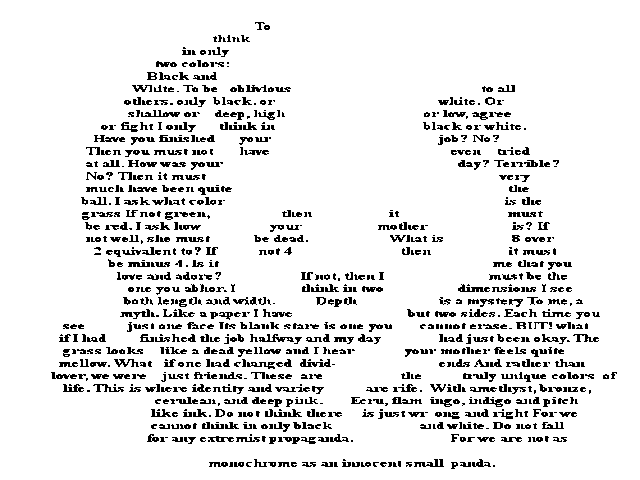 To
think
in only
two colors:
Black and
White. To be oblivious to all
others. only black. or white. Or
shallow or deep, high or low, agree
or fight I only think in black or white.
Have you finished your job? No?
Then you must not have even tried
at all. How was your day? Terrible?
No? Then it must very
much have been quite the
ball. I ask what color is the
grass If not green, then it must
be red. I ask how your mother is? If
not well, she must be dead. What is 8 over
2 equivalent to? If not 4 then it must
be minus 4. Is it me that you
love and adore? If not, then I must be the
one you abhor. I think in two dimensions I see
both length and width. Depth is a mystery To me, a
myth. Like a paper I have but two sides. Each time you
see just one face Its blank stare is one you cannot erase. BUT! what
if I had finished the job halfway and my day had just been okay. The
grass looks like a dead yellow and I hear your mother feels quite
mellow. What if one had changed divid- ends And rather than
lover, we were just friends. These are the truly unique colors of
life. This is where identity and variety are rife. With amethyst, bronze,
cerulean, and deep pink. Ecru, flam ingo, indigo and pitch
like ink. Do not think there is just wr ong and right For we
cannot think in only black and white. Do not fall
for any extremist propaganda. For we are not as
monochrome as an innocent small panda.